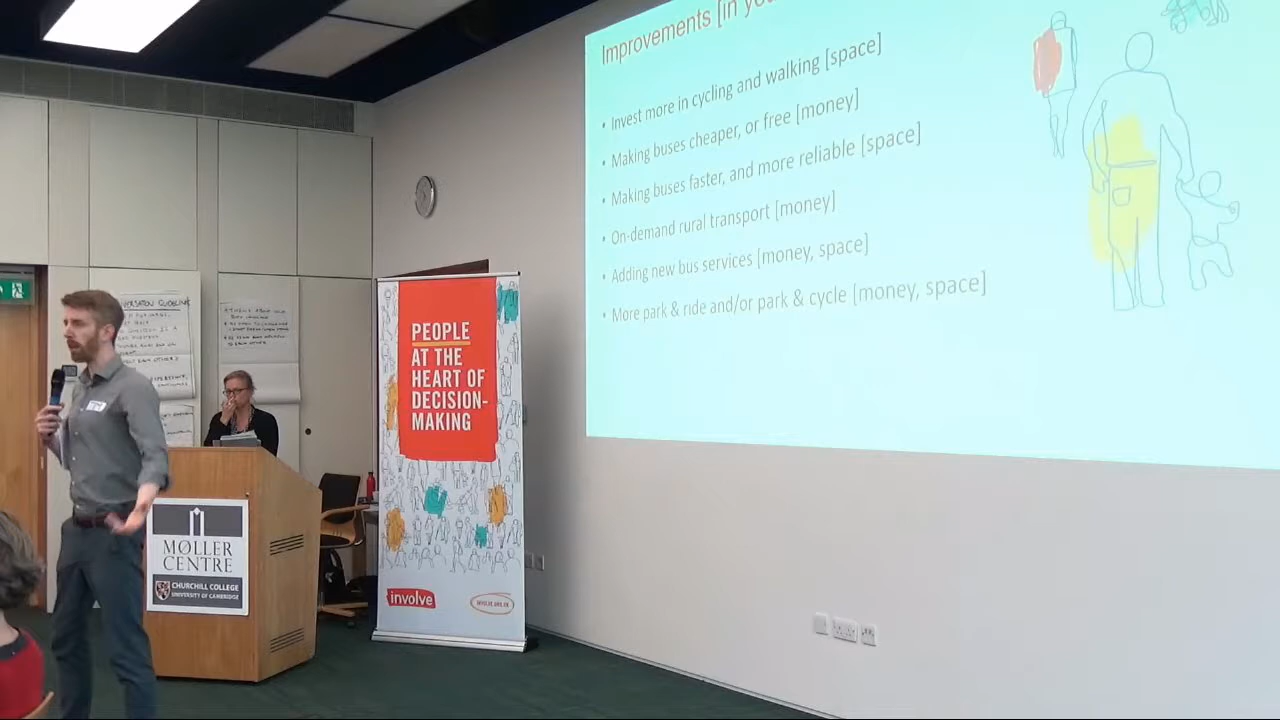 Improvements [in
• Invest more in cycling and walking [space]
• Making buses cheaper, or free [money]
• Making buses faster, and more reliable [space]
• On-demand rural transport [money]
• Adding new bus services [money, space]
• More park & ride and/or park & cycle [money, space]
PEOPLE
AT THE
HEART OF
DECISION-
MAKING
involve
INVOLVE.ORG.UK
MØLLER
CENTRE
CHURCHILL COLLEGE
UNIVERSITY OF CAMBRIDGE